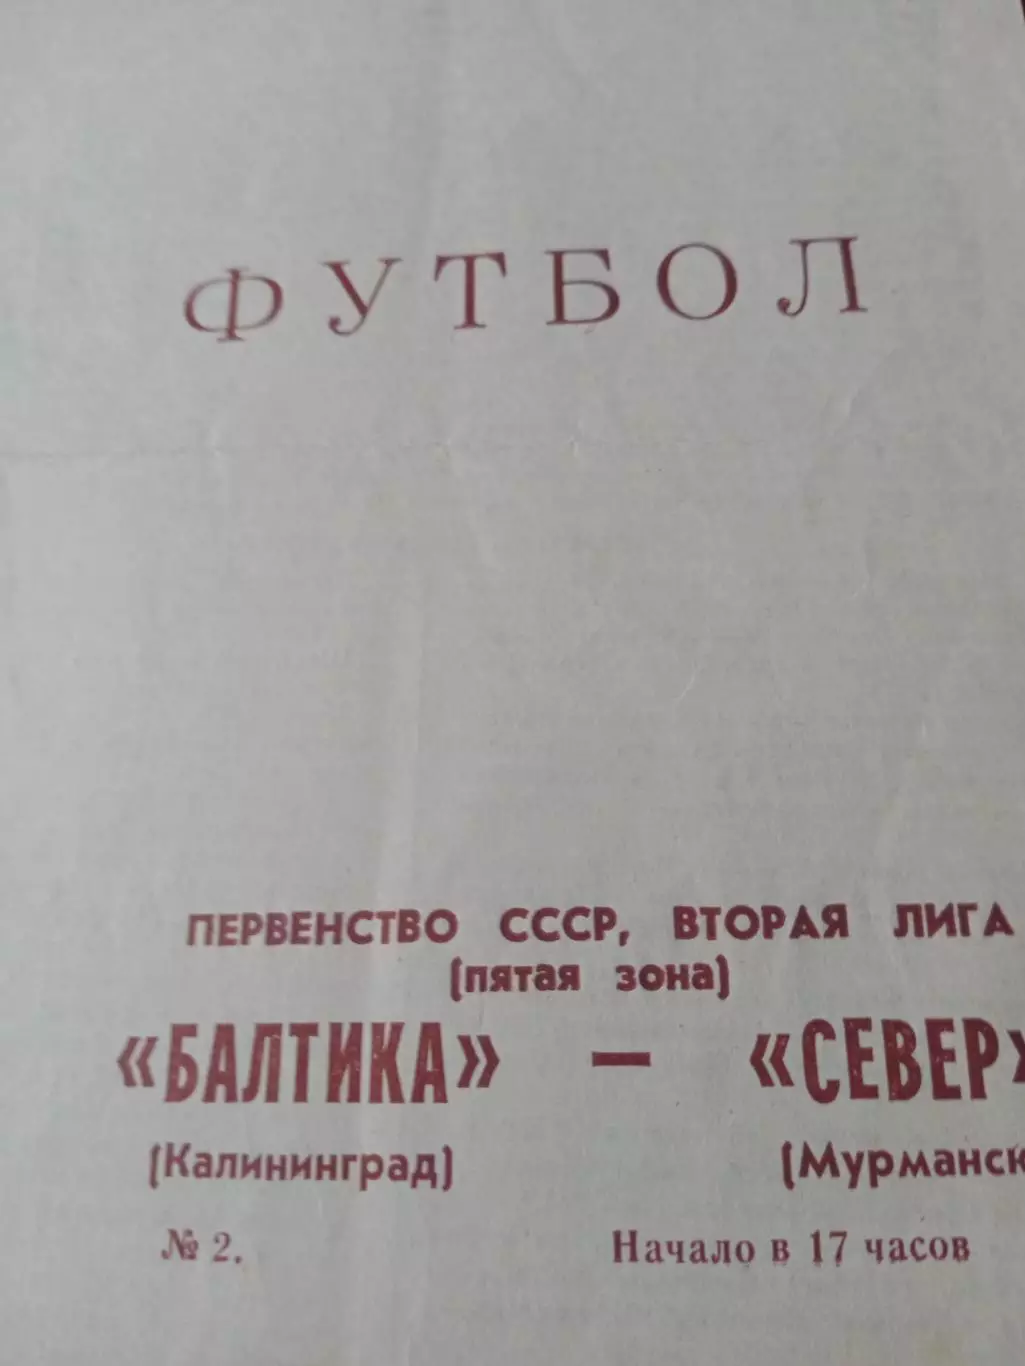 ФУТБОЛ
ПЕРВЕНСТВО СССР, ВТОРАЯ ЛИГА
(пятая зона)
«БАЛТИКА» — «СЕВЕР»
(Калининград) (Мурманск
№ 2. Начало в 17 часов